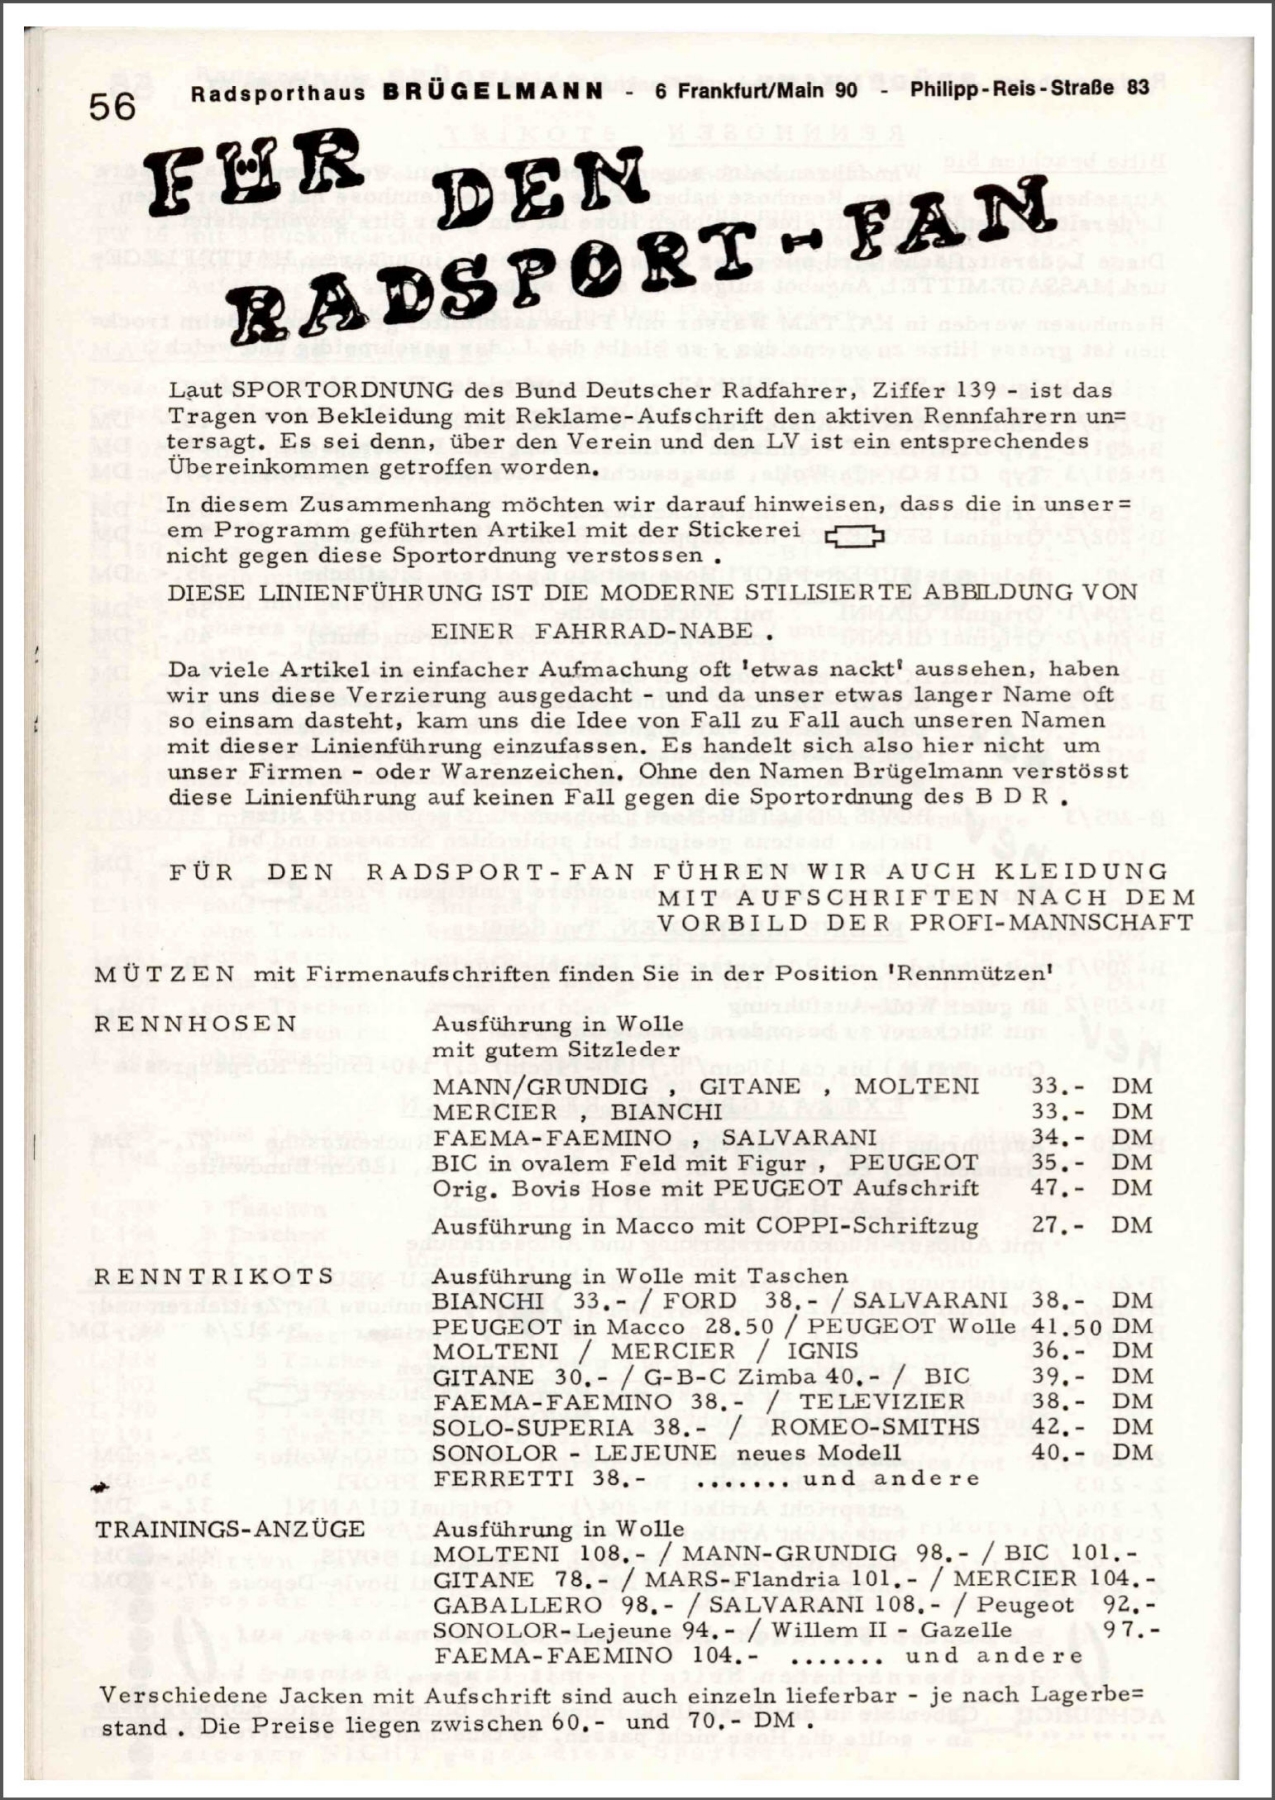 56 Radsporthaus BRÜGELMANN - 6 Frankfurt/Main 90 - Philipp-Reis-Straße 83
FÜR DEN
RADSPORT-FAN
Laut SPORTORDNUNG des Bund Deutscher Radfahrer, Ziffer 139 - ist das
Tragen von Bekleidung mit Reklame-Aufschrift den aktiven Rennfahrern un=
tersagt. Es sei denn, über den Verein und den LV ist ein entsprechendes
Übereinkommen getroffen worden.
In diesem Zusammenhang möchten wir darauf hinweisen, dass die in unser=
em Programm geführten Artikel mit der Stickerei
nicht gegen diese Sportordnung verstossen .
DIESE LINIENFÜHRUNG IST DIE MODERNE STILISIERTE ABBILDUNG VON
EINER FAHRRAD-NABE .
Da viele Artikel in einfacher Aufmachung oft 'etwas nackt' aussehen, haben
wir uns diese Verzierung ausgedacht - und da unser etwas langer Name oft
so einsam dasteht, kam uns die Idee von Fall zu Fall auch unseren Namen
mit dieser Linienführung einzufassen. Es handelt sich also hier nicht um
unser Firmen - oder Warenzeichen. Ohne den Namen Brügelmann verstösst
diese Linienführung auf keinen Fall gegen die Sportordnung des B D R .
FÜR DEN RADSPORT-FAN FÜHREN WIR AUCH KLEIDUNG
MIT AUFSCHRIFTEN NACH DEM
VORBILD DER PROFI-MANNSCHAFT
MÜTZEN mit Firmenaufschriften finden Sie in der Position 'Rennmützen'
RENNHOSEN Ausführung in Wolle
mit gutem Sitzleder
MANN/GRUNDIG , GITANE , MOLTENI 33.- DM
MERCIER , BIANCHI 33.- DM
FAEMA-FAEMINO , SALVARANI 34.- DM
BIC in ovalem Feld mit Figur , PEUGEOT 35.- DM
Orig. Bovis Hose mit PEUGEOT Aufschrift 47.- DM
Ausführung in Macco mit COPPI-Schriftzug 27.- DM
RENNTRIKOTS Ausführung in Wolle mit Taschen
BIANCHI 33.- / FORD 38.- / SALVARANI 38.- DM
PEUGEOT in Macco 28.50 / PEUGEOT Wolle 41.50 DM
MOLTENI / MERCIER / IGNIS 36.- DM
GITANE 30.- / G-B-C Zimba 40.- / BIC 39.- DM
FAEMA-FAEMINO 38.- / TELEVIZIER 38.- DM
SOLO-SUPERIA 38.- / ROMEO-SMITHS 42.- DM
SONOLOR - LEJEUNE neues Modell 40.- DM
FERRETTI 38.- ....... und andere
TRAININGS-ANZÜGE Ausführung in Wolle
MOLTENI 108.- / MANN-GRUNDIG 98.- / BIC 101.-
GITANE 78.- / MARS-Flandria 101.- / MERCIER 104.-
GABALLERO 98.- / SALVARANI 108.- / Peugeot 92.-
SONOLOR-Lejeune 94.- / Willem II - Gazelle 97.-
FAEMA-FAEMINO 104.- ....... und andere
Verschiedene Jacken mit Aufschrift sind auch einzeln lieferbar - je nach Lagerbe=
stand . Die Preise liegen zwischen 60.- und 70.- DM .